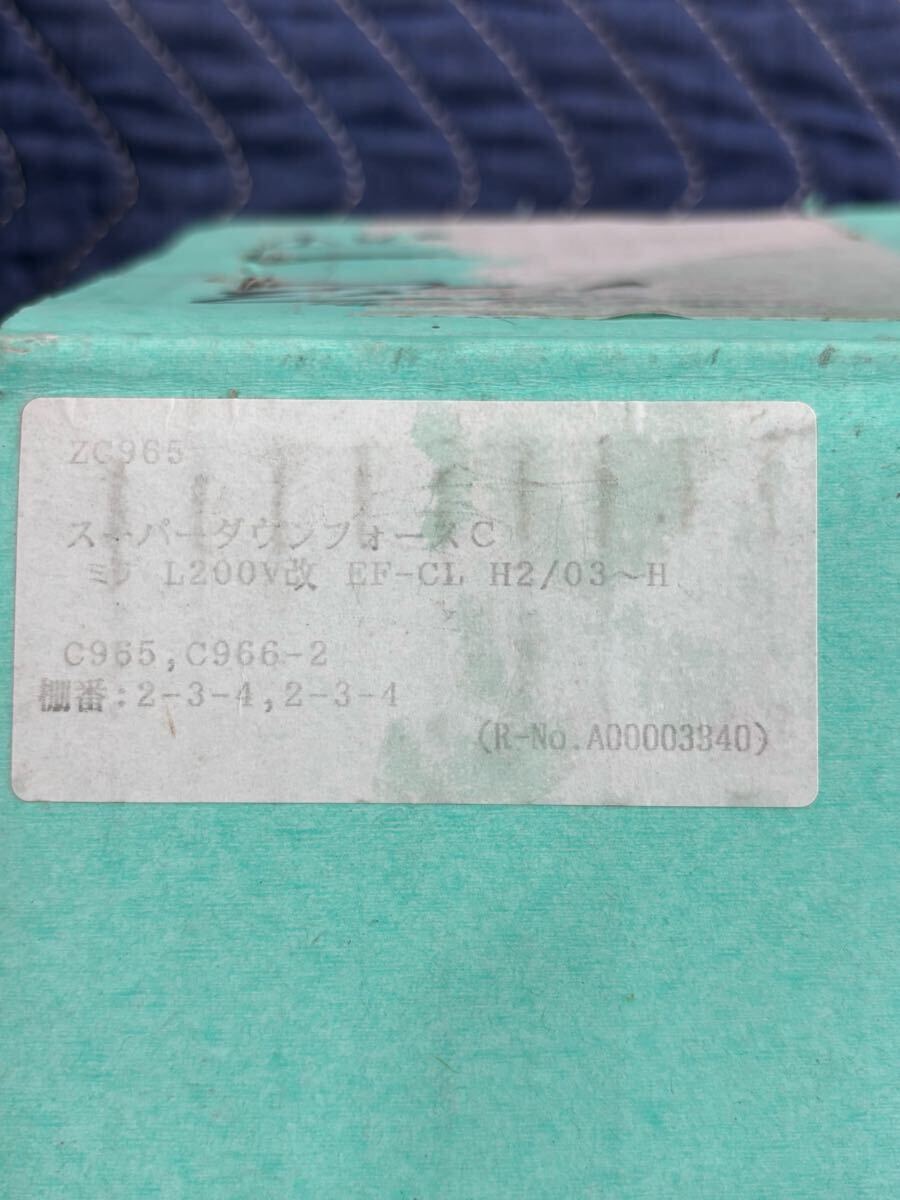 ZC965
スーパーダウンフォースC
ミラ L200V改 EF-CL H2/03~H
C965,C966-2
棚番:2-3-4,2-3-4
(R-No.A00003340)